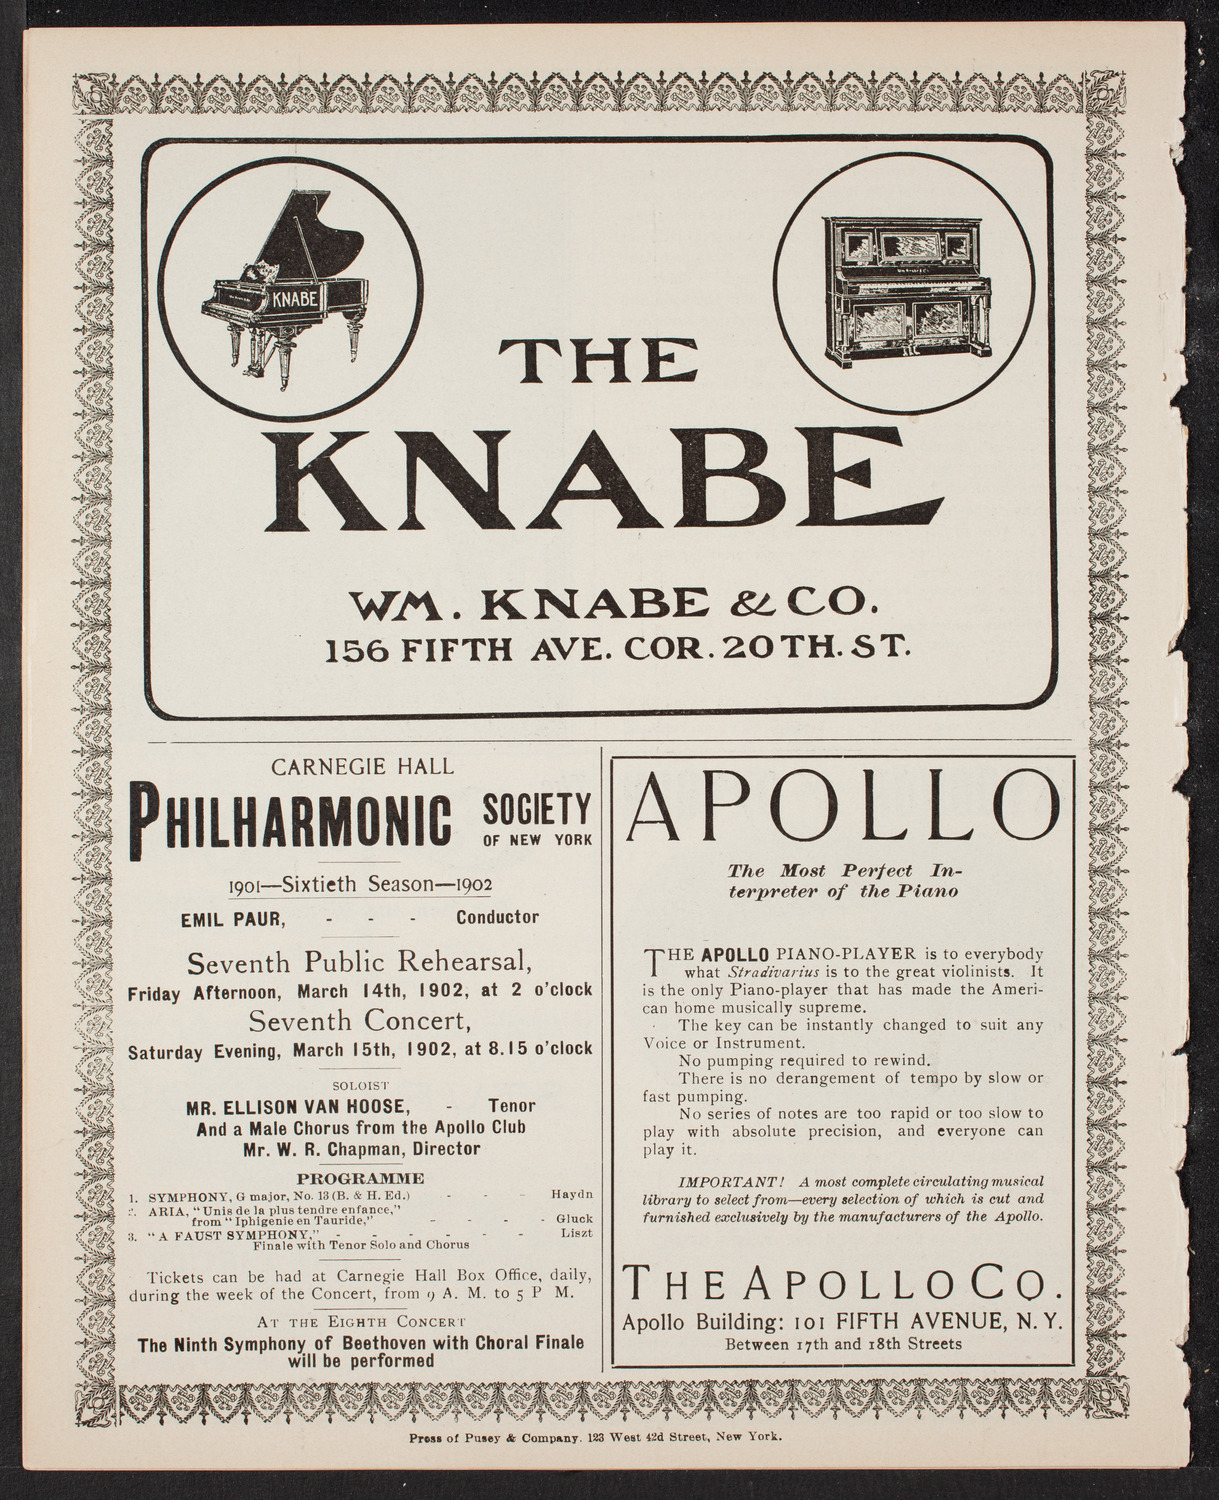 KNABE
THE
KNABE
WM. KNABE & CO.
156 FIFTH AVE. COR. 20TH. ST.
CARNEGIE HALL
PHILHARMONIC SOCIETY
OF NEW YORK
1901—Sixtieth Season—1902
EMIL PAUR, - - - Conductor
Seventh Public Rehearsal,
Friday Afternoon, March 14th, 1902, at 2 o'clock
Seventh Concert,
Saturday Evening, March 15th, 1902, at 8.15 o'clock
SOLOIST
MR. ELLISON VAN HOOSE, - Tenor
And a Male Chorus from the Apollo Club
Mr. W. R. Chapman, Director
PROGRAMME
1. SYMPHONY, G major, No. 13 (B. & H. Ed.) - - - Haydn
2. ARIA, "Unis de la plus tendre enfance,"
from "Iphigenie en Tauride," - - - - Gluck
3. "A FAUST SYMPHONY," - - - - - - Liszt
Finale with Tenor Solo and Chorus
Tickets can be had at Carnegie Hall Box Office, daily,
during the week of the Concert, from 9 A. M. to 5 P M.
AT THE EIGHTH CONCERT
The Ninth Symphony of Beethoven with Choral Finale
will be performed
APOLLO
The Most Perfect In-
terpreter of the Piano
THE APOLLO PIANO-PLAYER is to everybody
what Stradivarius is to the great violinists. It
is the only Piano-player that has made the Ameri-
can home musically supreme.
The key can be instantly changed to suit any
Voice or Instrument.
No pumping required to rewind.
There is no derangement of tempo by slow or
fast pumping.
No series of notes are too rapid or too slow to
play with absolute precision, and everyone can
play it.
IMPORTANT! A most complete circulating musical
library to select from—every selection of which is cut and
furnished exclusively by the manufacturers of the Apollo.
THE APOLLO CO.
Apollo Building: 101 FIFTH AVENUE, N. Y.
Between 17th and 18th Streets
Press of Pusey & Company. 123 West 42d Street, New York.